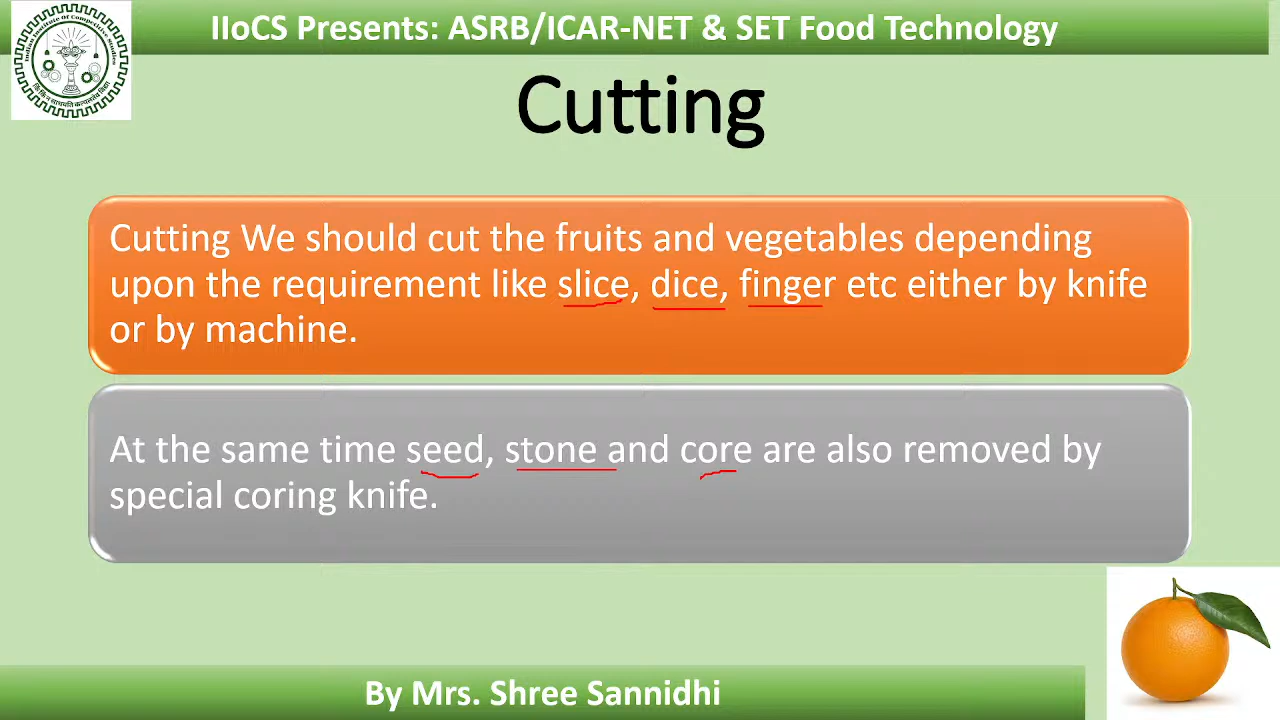 IIoCS Presents: ASRB/ICAR-NET & SET Food Technology
Cutting
Cutting We should cut the fruits and vegetables depending
upon the requirement like slice, dice, finger etc either by knife
or by machine.
At the same time seed, stone and core are also removed by
special coring knife.
By Mrs. Shree Sannidhi